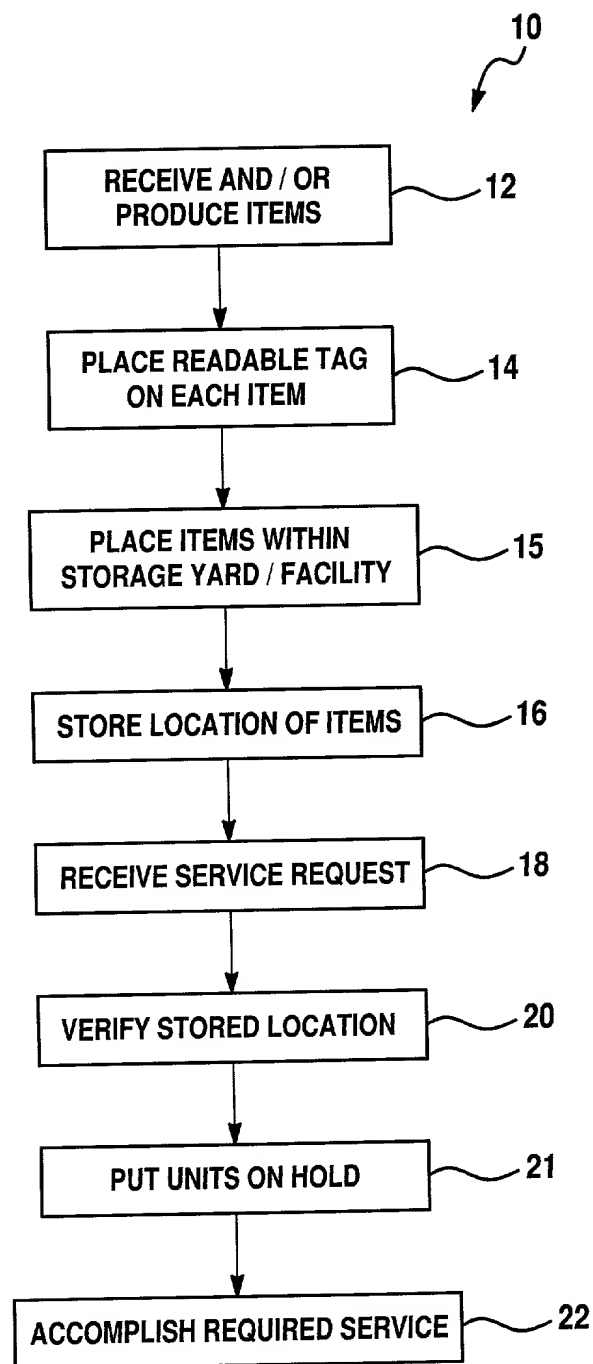 10
RECEIVE AND / OR
PRODUCE ITEMS
12
PLACE READABLE TAG
ON EACH ITEM
14
PLACE ITEMS WITHIN
STORAGE YARD / FACILITY
15
STORE LOCATION OF ITEMS
16
RECEIVE SERVICE REQUEST
18
VERIFY STORED LOCATION
20
PUT UNITS ON HOLD
21
ACCOMPLISH REQUIRED SERVICE
22